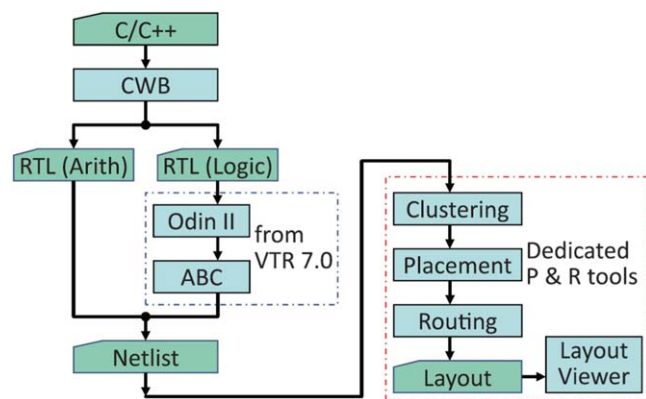 C/C++
CWB
RTL (Arith)
RTL (Logic)
Odin II
ABC
from
VTR 7.0
Netlist
Clustering
Placement
Routing
Dedicated
P & R tools
Layout
Layout
Viewer